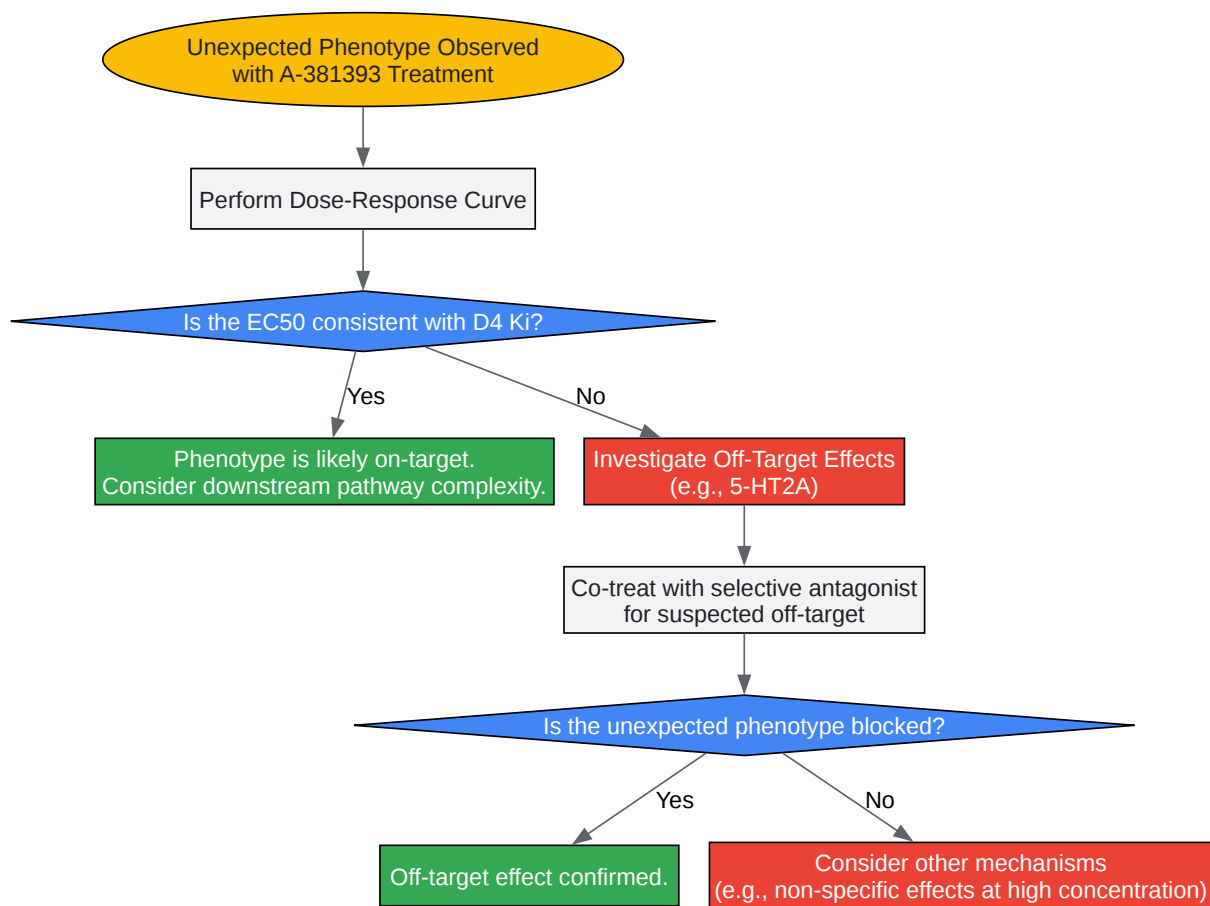 Unexpected Phenotype Observed
with A-381393 Treatment
Perform Dose-Response Curve
Is the EC50 consistent with D4 Ki?
Yes
No
Phenotype is likely on-target.
Consider downstream pathway complexity.
Investigate Off-Target Effects
(e.g., 5-HT2A)
Co-treat with selective antagonist
for suspected off-target
Is the unexpected phenotype blocked?
Yes
No
Off-target effect confirmed.
Consider other mechanisms
(e.g., non-specific effects at high concentration)